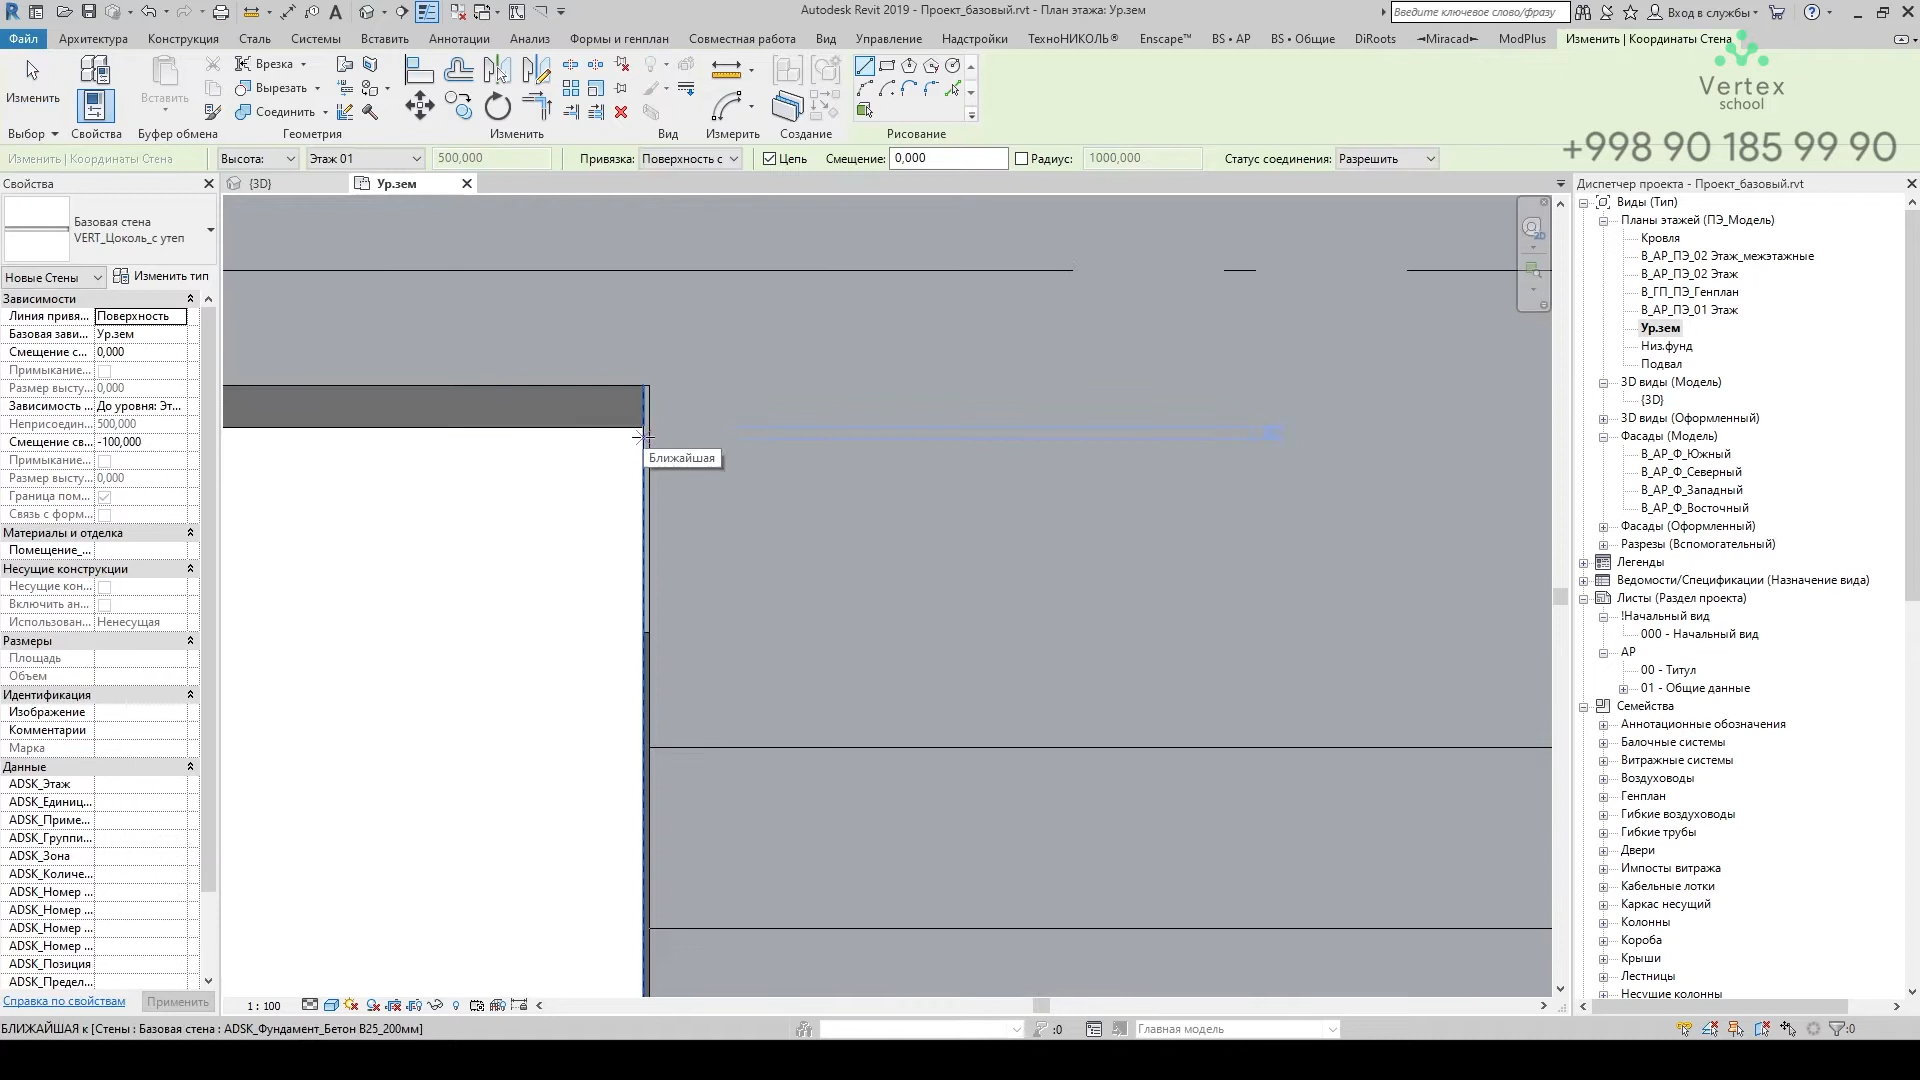 Autodesk Revit 2019 - Проект_базовый.rvt - План этажа: Ур.зем
Введите ключевое слово/фразу
Вход в службы
Файл Архитектура Конструкция Сталь Системы Вставить Аннотации Анализ Формы и генплан Совместная работа Вид Управление Надстройки ТехноНИКОЛЬ® Enscape™ BS • АР BS • Общие DiRoots -=Miracad=- ModPlus Изменить | Координаты Стена
Изменить
Вставить
Врезка
Вырезать
Соединить
Выбор Свойства Буфер обмена Геометрия Изменить Вид Измерить Создание Рисование
Vertex
school
+998 90 185 99 90
Изменить | Координаты Стена Высота: Этаж 01 500,000 Привязка: Поверхность с Цепь Смещение: 0,000 Радиус: 1000,000 Статус соединения: Разрешить
Свойства
{3D}
Ур.зем
Диспетчер проекта - Проект_базовый.rvt
Базовая стена
VERT_Цоколь_с утеп
Новые Стены Изменить тип
Зависимости
Линия привя... Поверхность
Базовая зави... Ур.зем
Смещение с... 0,000
Примыкание...
Размер высту... 0,000
Зависимость ... До уровня: Эт...
Неприсоедин... 500,000
Смещение св... -100,000
Примыкание...
Размер высту... 0,000
Граница пом...
Связь с форм...
Материалы и отделка
Помещение_...
Несущие конструкции
Несущие кон...
Включить ан...
Использован... Ненесущая
Размеры
Площадь
Объем
Идентификация
Изображение
Комментарии
Марка
Данные
ADSK_Этаж
ADSK_Единиц...
ADSK_Приме...
ADSK_Группи...
ADSK_Зона
ADSK_Количе...
ADSK_Номер ...
ADSK_Номер ...
ADSK_Номер ...
ADSK_Номер ...
ADSK_Позиция
ADSK_Предел...
Справка по свойствам Применить
Ближайшая
Виды (Тип)
Планы этажей (ПЭ_Модель)
Кровля
В_АР_ПЭ_02 Этаж_межэтажные
В_АР_ПЭ_02 Этаж
В_ГП_ПЭ_Генплан
В_АР_ПЭ_01 Этаж
Ур.зем
Низ.фунд
Подвал
3D виды (Модель)
{3D}
3D виды (Оформленный)
Фасады (Модель)
В_АР_Ф_Южный
В_АР_Ф_Северный
В_АР_Ф_Западный
В_АР_Ф_Восточный
Фасады (Оформленный)
Разрезы (Вспомогательный)
Легенды
Ведомости/Спецификации (Назначение вида)
Листы (Раздел проекта)
!Начальный вид
000 - Начальный вид
АР
00 - Титул
01 - Общие данные
Семейства
Аннотационные обозначения
Балочные системы
Витражные системы
Воздуховоды
Генплан
Гибкие воздуховоды
Гибкие трубы
Двери
Импосты витража
Кабельные лотки
Каркас несущий
Колонны
Короба
Крыши
Лестницы
Несущие колонны
1 : 100
БЛИЖАЙШАЯ к [Стены : Базовая стена : ADSK_Фундамент_Бетон В25_200мм]
:0
Главная модель
:0